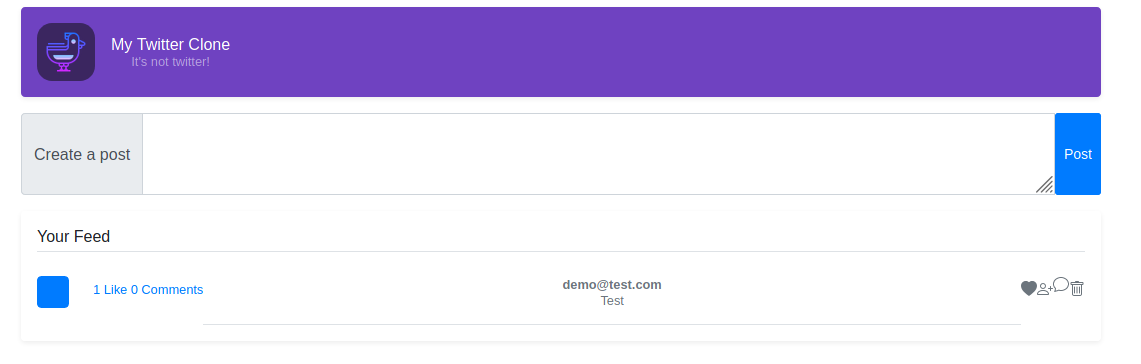 My Twitter Clone
It's not twitter!
Create a post
Post
Your Feed
1 Like 0 Comments
demo@test.com
Test